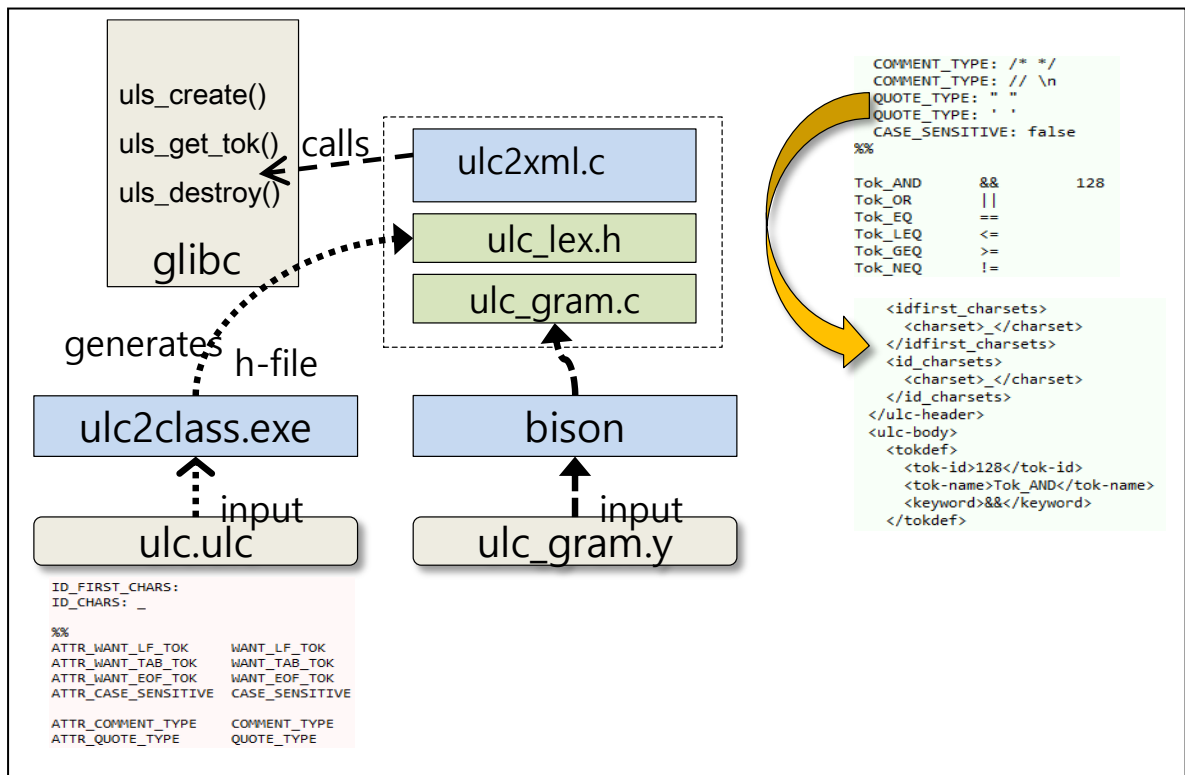 uls_create()
uls_get_tok()
uls_destroy()
glibc
calls
ulc2xml.c
ulc_lex.h
ulc_gram.c
generates
h-file
ulc2class.exe
bison
input
input
ulc.ulc
ulc_gram.y
ID_FIRST_CHARS:
ID_CHARS: _
%%
ATTR_WANT_LF_TOK WANT_LF_TOK
ATTR_WANT_TAB_TOK WANT_TAB_TOK
ATTR_WANT_EOF_TOK WANT_EOF_TOK
ATTR_CASE_SENSITIVE CASE_SENSITIVE
ATTR_COMMENT_TYPE COMMENT_TYPE
ATTR_QUOTE_TYPE QUOTE_TYPE
COMMENT_TYPE: /* */
COMMENT_TYPE: // \n
QUOTE_TYPE: " "
QUOTE_TYPE: ' '
CASE_SENSITIVE: false
%%
Tok_AND && 128
Tok_OR ||
Tok_EQ ==
Tok_LEQ <=
Tok_GEQ >=
Tok_NEQ !=
<idfirst_charsets>
<charset>_</charset>
</idfirst_charsets>
<id_charsets>
<charset>_</charset>
</id_charsets>
</ulc-header>
<ulc-body>
<tokdef>
<tok-id>128</tok-id>
<tok-name>Tok_AND</tok-name>
<keyword>&&</keyword>
</tokdef>